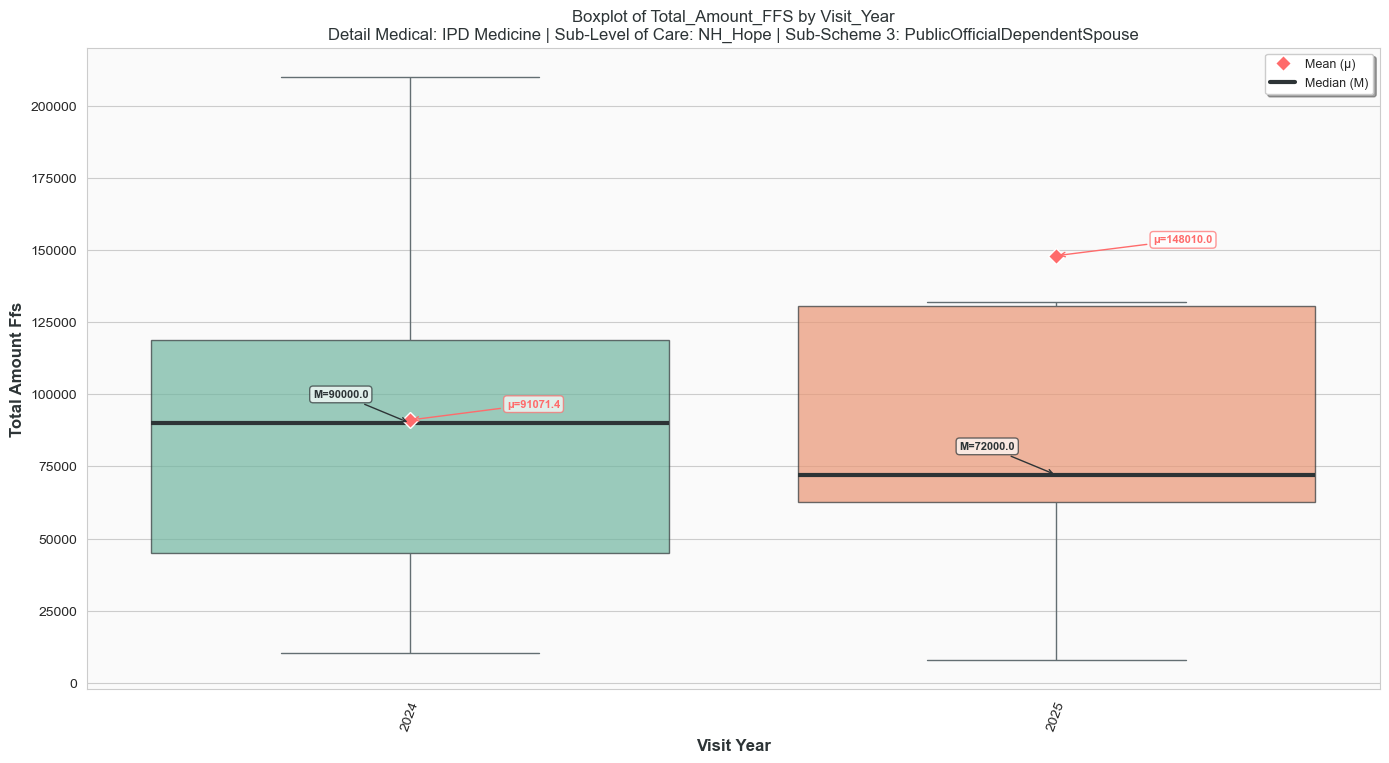 Boxplot of Total_Amount_FFS by Visit_Year
Detail Medical: IPD Medicine | Sub-Level of Care: NH_Hope | Sub-Scheme 3: PublicOfficialDependentSpouse
Mean (μ)
Median (M)
Total Amount Ffs
200000
175000
150000
125000
100000
75000
50000
25000
0
M=90000.0
μ=91071.4
μ=148010.0
M=72000.0
2024
2025
Visit Year